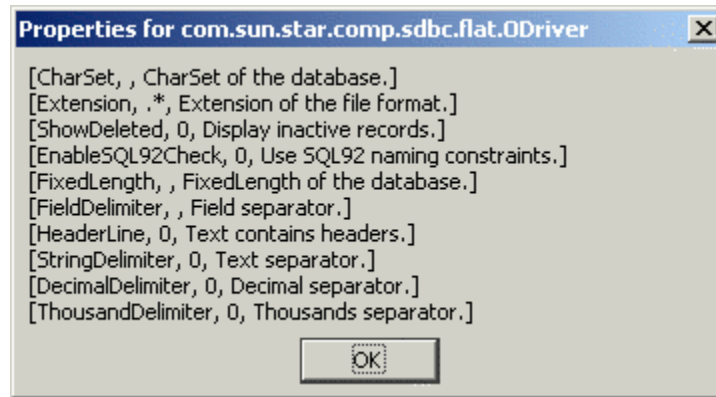 Properties for com.sun.star.comp.sdbc.flat.ODriver
[CharSet, , CharSet of the database.]
[Extension, .*, Extension of the file format.]
[ShowDeleted, 0, Display inactive records.]
[EnableSQL92Check, 0, Use SQL92 naming constraints.]
[FixedLength, , FixedLength of the database.]
[FieldDelimiter, , Field separator.]
[HeaderLine, 0, Text contains headers.]
[StringDelimiter, 0, Text separator.]
[DecimalDelimiter, 0, Decimal separator.]
[ThousandDelimiter, 0, Thousands separator.]
OK